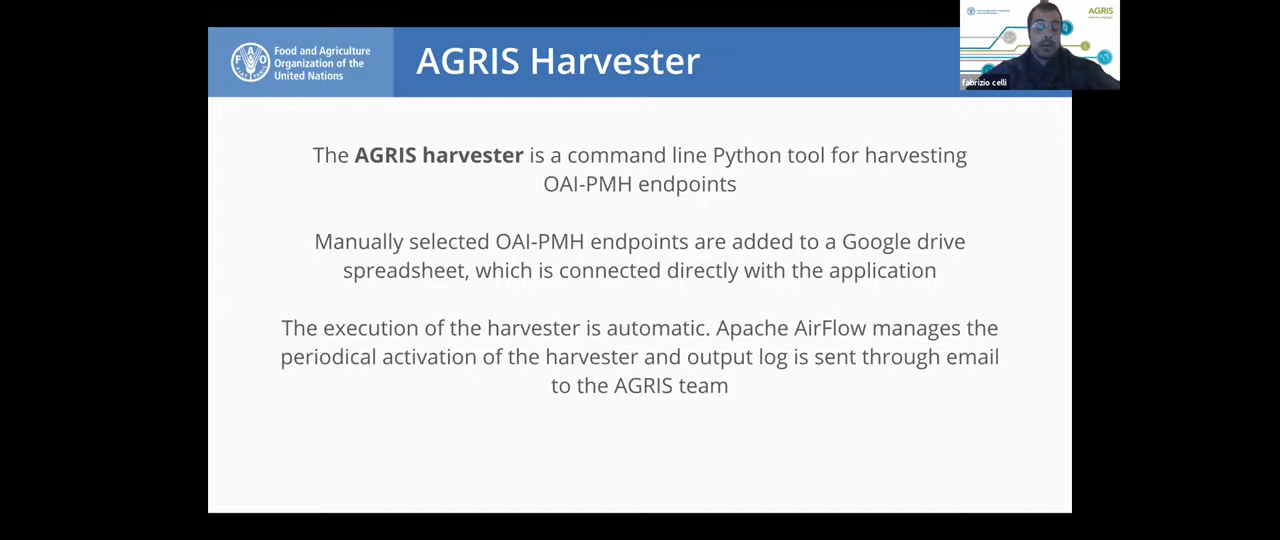 Food and Agriculture
Organization of the
United Nations
AGRIS Harvester
AGRIS
fabrizio celli
The AGRIS harvester is a command line Python tool for harvesting
OAI-PMH endpoints
Manually selected OAI-PMH endpoints are added to a Google drive
spreadsheet, which is connected directly with the application
The execution of the harvester is automatic. Apache AirFlow manages the
periodical activation of the harvester and output log is sent through email
to the AGRIS team